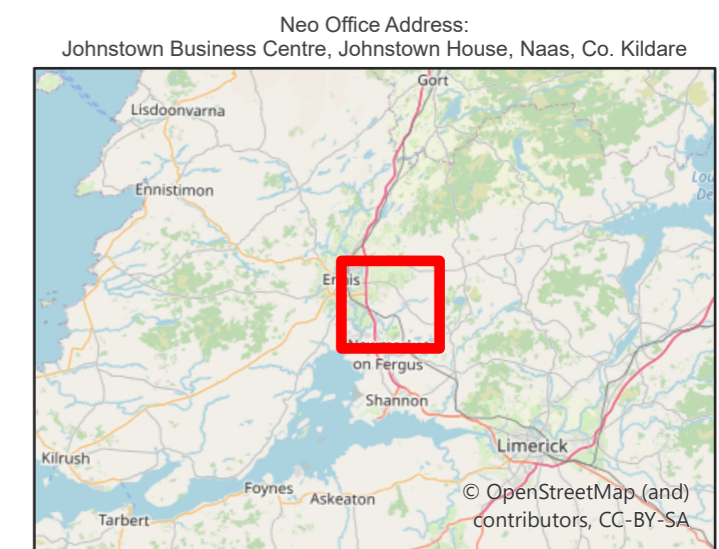 Neo Office Address:
Johnstown Business Centre, Johnstown House, Naas, Co. Kildare
Gort
Lisdoonvarna
Ennistimon
Ennis
on Fergus
Shannon
Limerick
Kilrush
Foynes
Askeaton
Tarbert
© OpenStreetMap (and)
contributors, CC-BY-SA